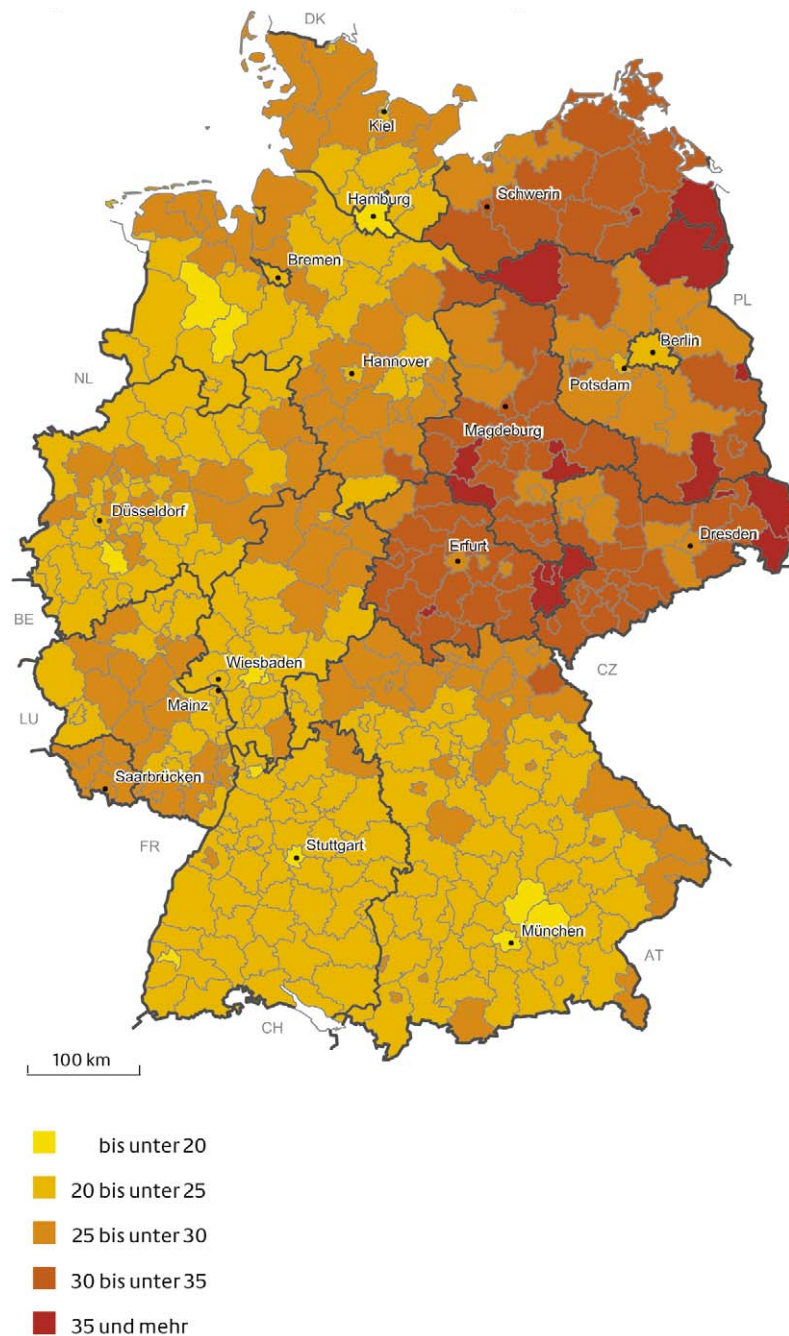 DK
Kiel
Hamburg
Schwerin
Bremen
PL
Berlin
Hannover
NL
Potsdam
Magdeburg
Düsseldorf
Erfurt
Dresden
BE
Wiesbaden
CZ
Mainz
LU
Saarbrücken
FR
Stuttgart
München
AT
CH
100 km
bis unter 20
20 bis unter 25
25 bis unter 30
30 bis unter 35
35 und mehr